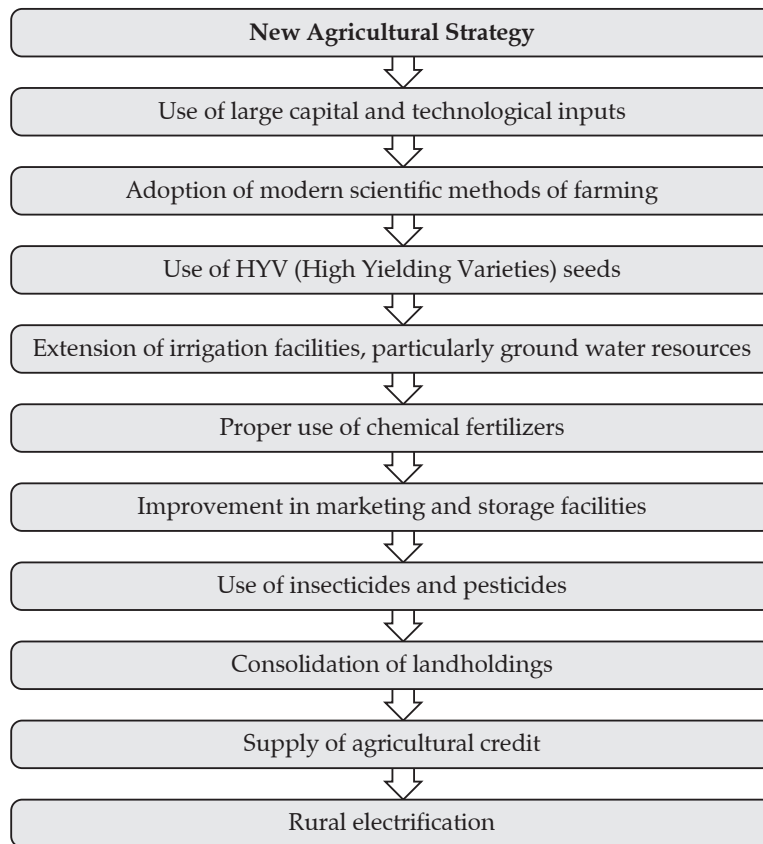 New Agricultural Strategy
Use of large capital and technological inputs
Adoption of modern scientific methods of farming
Use of HYV (High Yielding Varieties) seeds
Extension of irrigation facilities, particularly ground water resources
Proper use of chemical fertilizers
Improvement in marketing and storage facilities
Use of insecticides and pesticides
Consolidation of landholdings
Supply of agricultural credit
Rural electrification